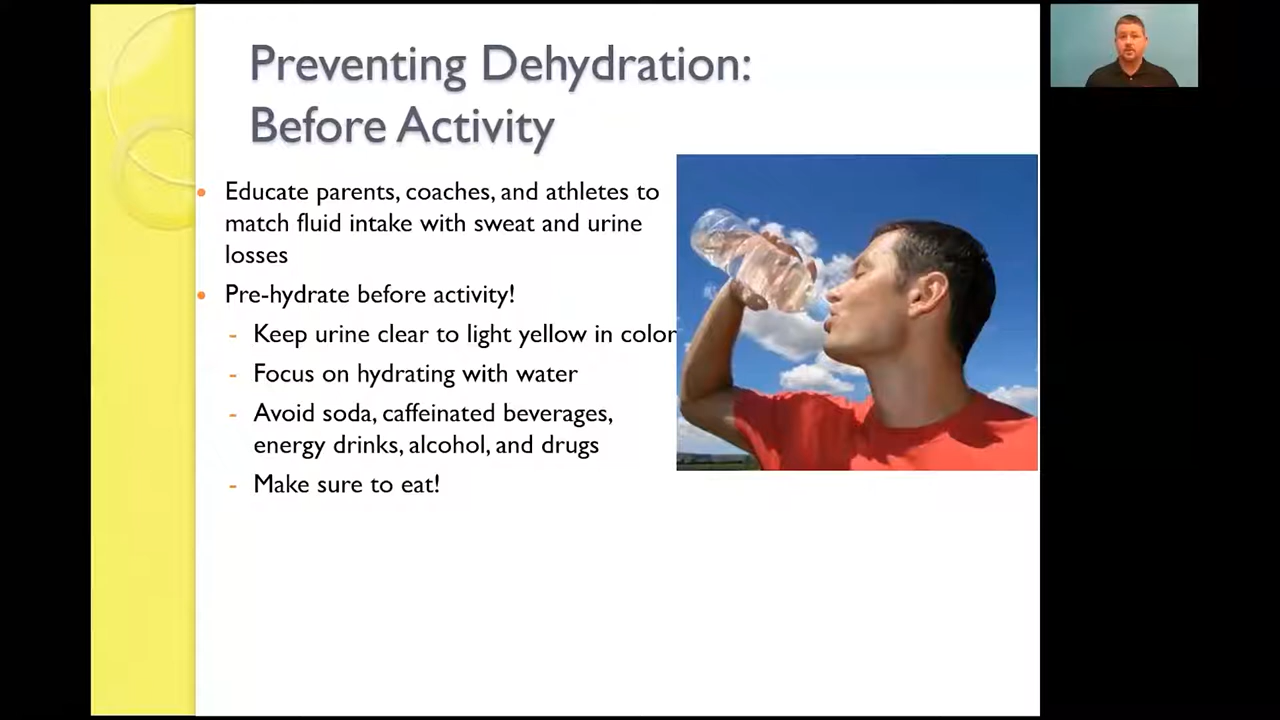 Preventing Dehydration:
Before Activity
• Educate parents, coaches, and athletes to
match fluid intake with sweat and urine
losses
• Pre-hydrate before activity!
- Keep urine clear to light yellow in color
- Focus on hydrating with water
- Avoid soda, caffeinated beverages,
energy drinks, alcohol, and drugs
- Make sure to eat!